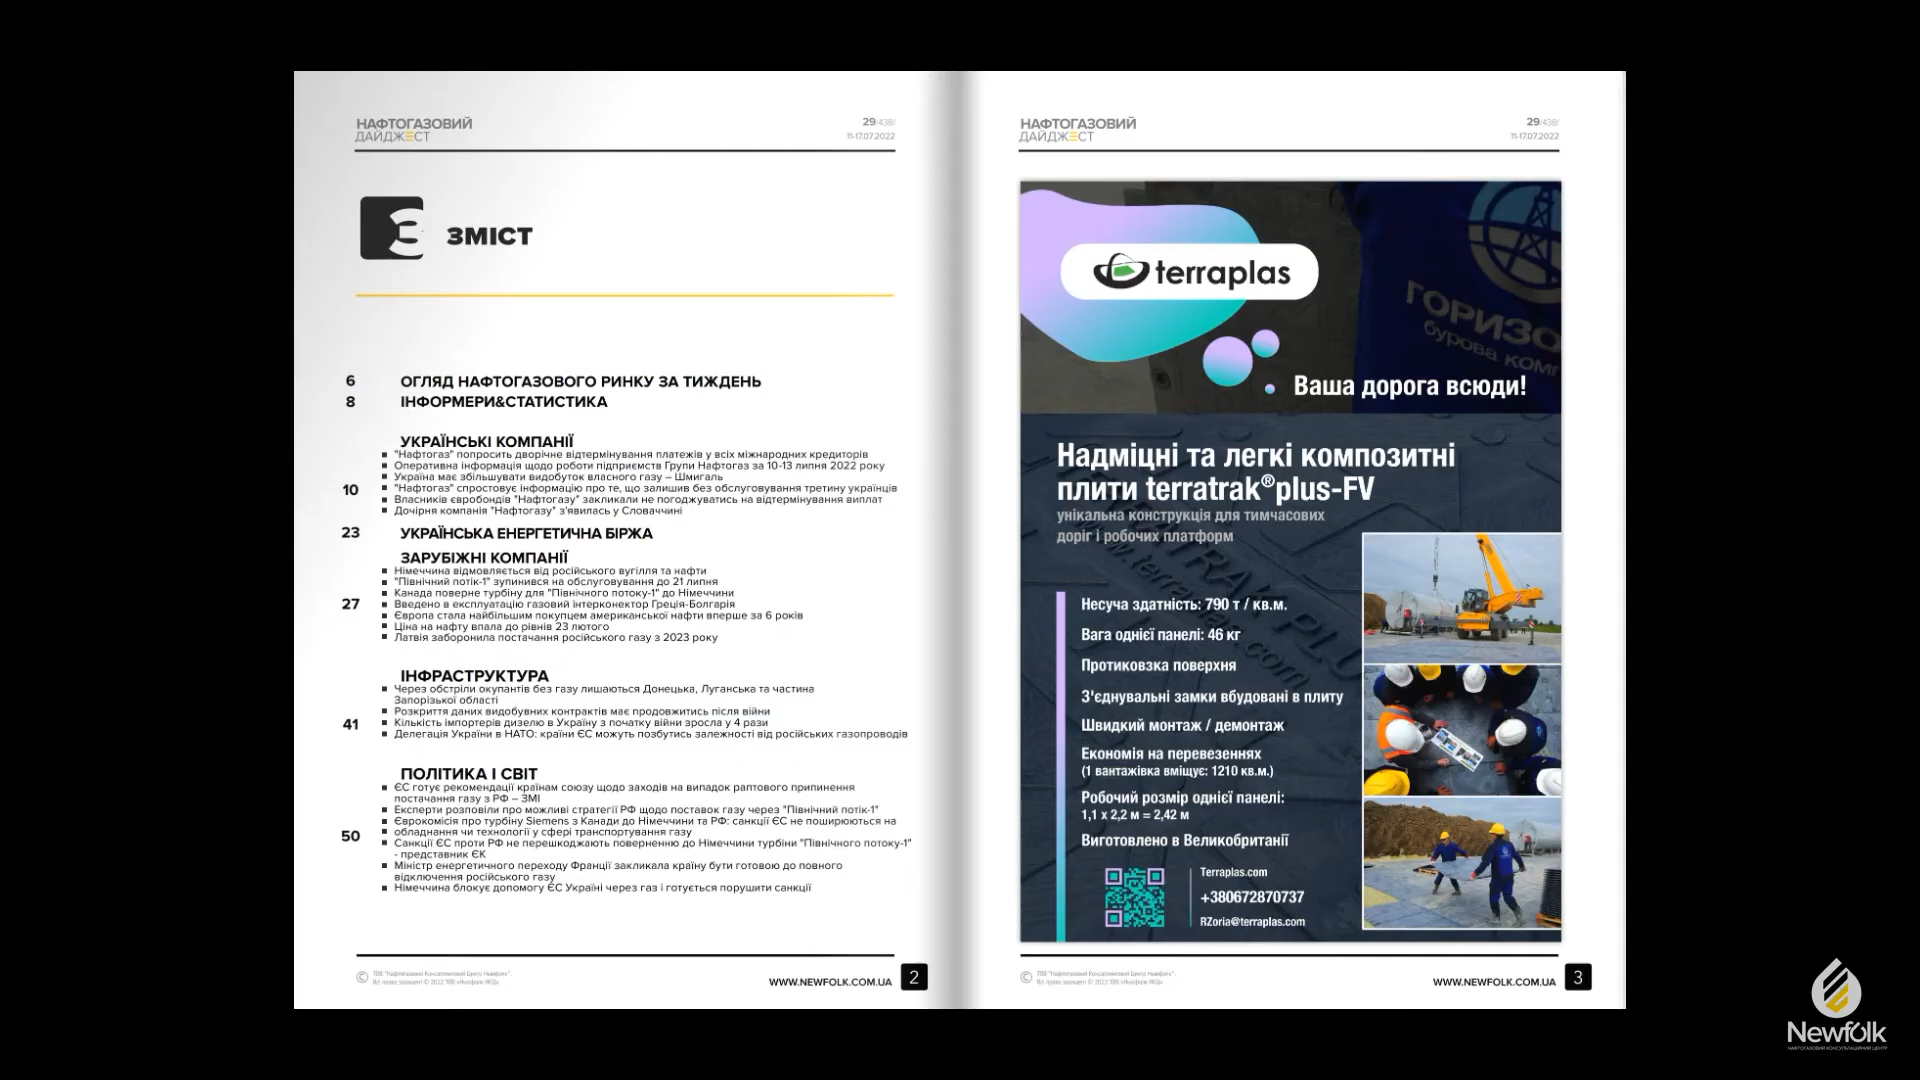 НАФТОГАЗОВИЙ
ДАЙДЖЕСТ
29/438/
11-17.07.2022
ЗМІСТ
6 ОГЛЯД НАФТОГАЗОВОГО РИНКУ ЗА ТИЖДЕНЬ
8 ІНФОРМЕРИ&СТАТИСТИКА
УКРАЇНСЬКІ КОМПАНІЇ
"Нафтогаз" попросить дворічне відтермінування платежів у всіх міжнародних кредиторів
Оперативна інформація щодо роботи підприємств Групи Нафтогаз за 10-13 липня 2022 року
Україна має збільшувати видобуток власного газу – Шмигаль
10 "Нафтогаз" спростовує інформацію про те, що залишив без обслуговування третину українців
Власників євробондів "Нафтогазу" закликали не погоджуватись на відтермінування виплат
Дочірня компанія "Нафтогазу" з'явилась у Словаччині
23 УКРАЇНСЬКА ЕНЕРГЕТИЧНА БІРЖА
ЗАРУБІЖНІ КОМПАНІЇ
Німеччина відмовляється від російського вугілля та нафти
"Північний потік-1" зупинився на обслуговування до 21 липня
Канада поверне турбіну для "Північного потоку-1" до Німеччини
27 Введено в експлуатацію газовий інтерконектор Греція-Болгарія
Європа стала найбільшим покупцем американської нафти вперше за 6 років
Ціна на нафту впала до рівнів 23 лютого
Латвія заборонила постачання російського газу з 2023 року
ІНФРАСТРУКТУРА
Через обстріли окупантів без газу лишаються Донецька, Луганська та частина
Запорізької області
Розкриття даних видобувних контрактів має продовжитись після війни
41 Кількість імпортерів дизелю в Україну з початку війни зросла у 4 рази
Делегація України в НАТО: країни ЄС можуть позбутись залежності від російських газопроводів
ПОЛІТИКА І СВІТ
ЄС готує рекомендації країнам союзу щодо заходів на випадок раптового припинення
постачання газу з РФ – ЗМІ
Експерти розповіли про можливі стратегії РФ щодо поставок газу через "Північний потік-1"
Єврокомісія про турбіну Siemens з Канади до Німеччини та РФ: санкції ЄС не поширюються на
50 обладнання чи технології у сфері транспортування газу
Санкції ЄС проти РФ не перешкоджають поверненню до Німеччини турбіни "Північного потоку-1"
- представник ЄК
Міністр енергетичного переходу Франції закликала країну бути готовою до повного
відключення російського газу
Німеччина блокує допомогу ЄС Україні через газ і готується порушити санкції
WWW.NEWFOLK.COM.UA 2
НАФТОГАЗОВИЙ
ДАЙДЖЕСТ
29/438/
11-17.07.2022
terraplas
ГОРИЗО
бурова комп
Ваша дорога всюди!
Надміцні та легкі композитні
плити terratrak®plus-FV
унікальна конструкція для тимчасових
доріг і робочих платформ
Несуча здатність: 790 т / кв.м.
Вага однієї панелі: 46 кг
Протиковзка поверхня
З'єднувальні замки вбудовані в плиту
Швидкий монтаж / демонтаж
Економія на перевезеннях
(1 вантажівка вміщує: 1210 кв.м.)
Робочий розмір однієї панелі:
1,1 x 2,2 м = 2,42 м
Виготовлено в Великобританії
Terraplas.com
+380672870737
RZoria@terraplas.com
WWW.NEWFOLK.COM.UA 3
Newfolk
НАФТОГАЗОВИЙ КОНСУЛЬТАЦІЙНИЙ ЦЕНТР